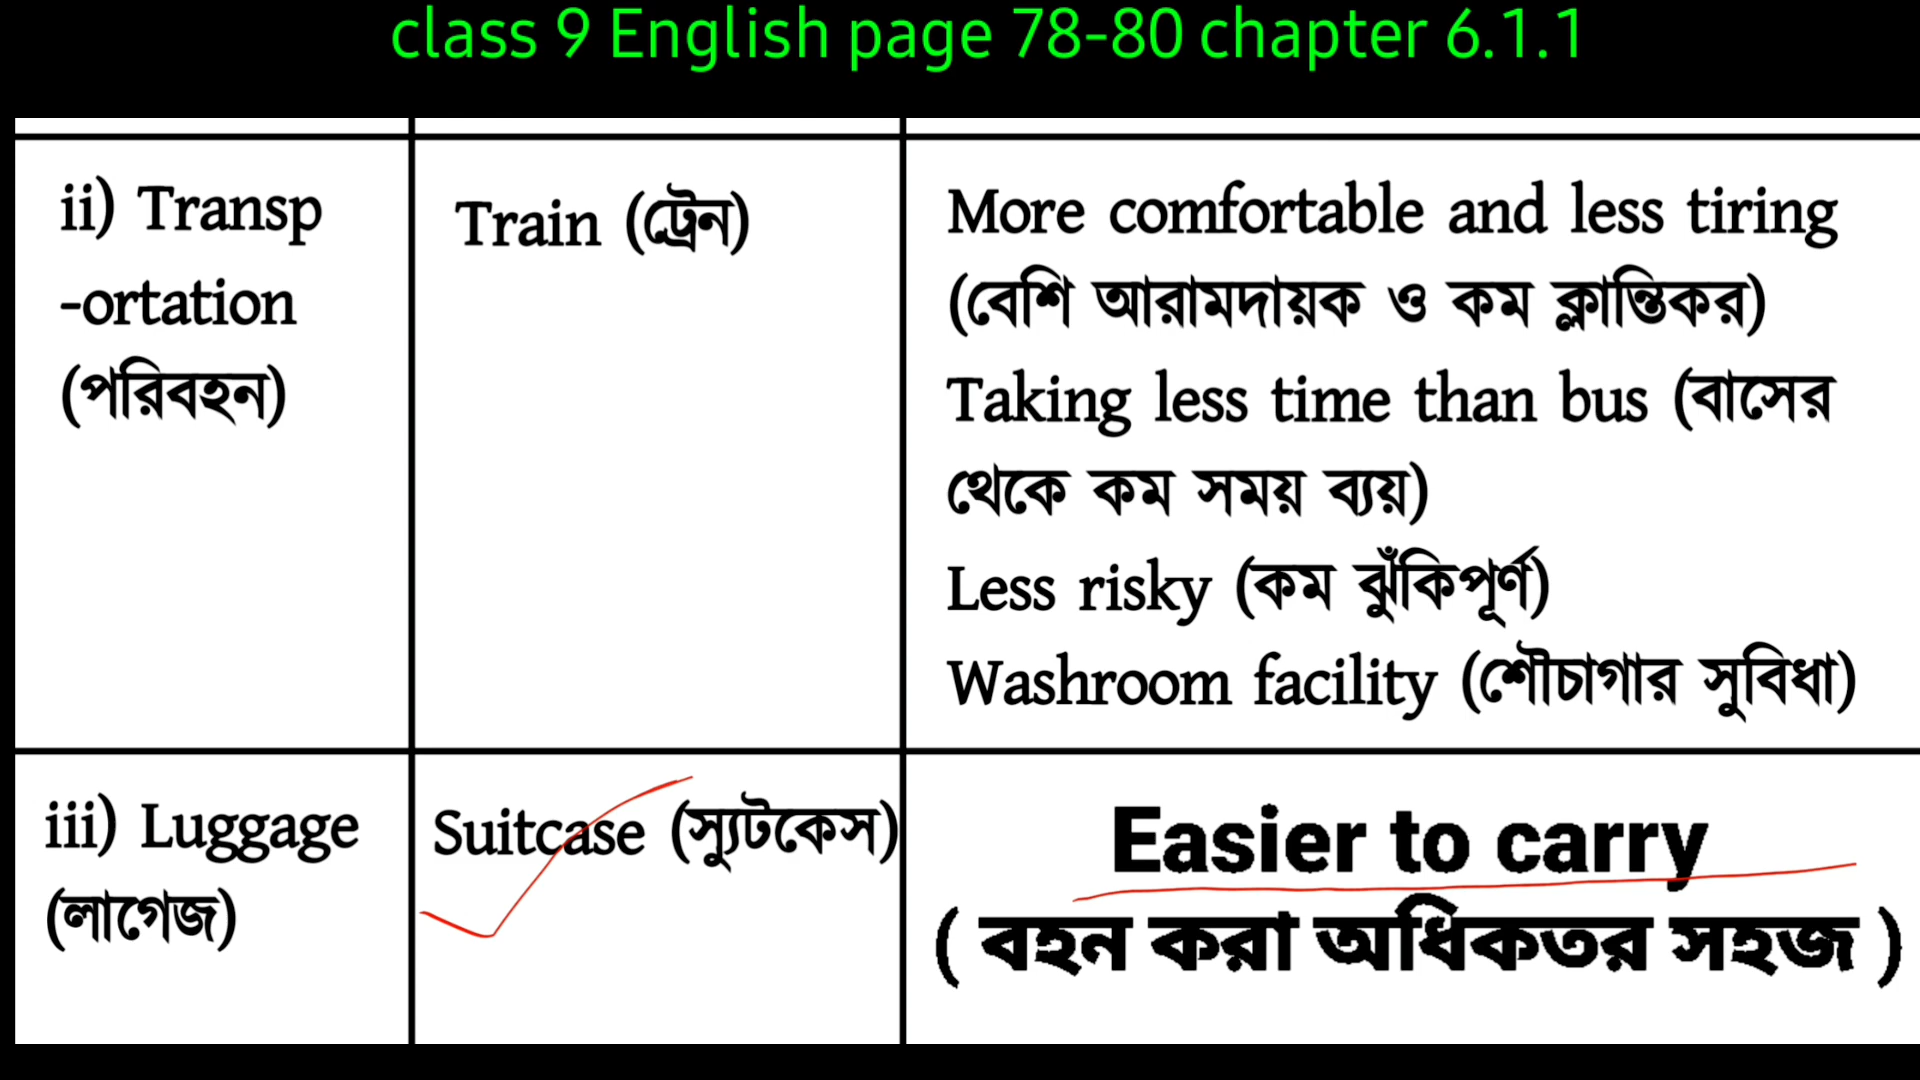 class 9 English page 78-80 chapter 6.1.1
ii) Transp
-ortation
(পরিবহন)
Train (ট্রেন)
More comfortable and less tiring
(বেশি আরামদায়ক ও কম ক্লান্তিকর)
Taking less time than bus (বাসের
থেকে কম সময় ব্যয়)
Less risky (কম ঝুঁকিপূর্ণ)
Washroom facility (শৌচাগার সুবিধা)
iii) Luggage
(লাগেজ)
Suitcase (স্যুটকেস)
Easier to carry
( বহন করা অধিকতর সহজ )